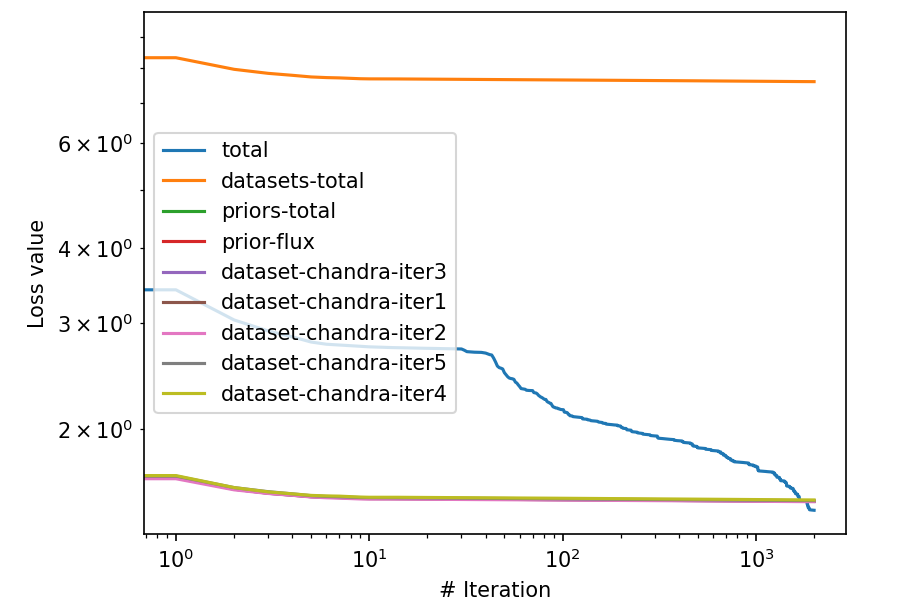 6 × 10⁰
4 × 10⁰
3 × 10⁰
2 × 10⁰
Loss value
total
datasets-total
priors-total
prior-flux
dataset-chandra-iter3
dataset-chandra-iter1
dataset-chandra-iter2
dataset-chandra-iter5
dataset-chandra-iter4
10⁰ 10¹ 10² 10³
# Iteration